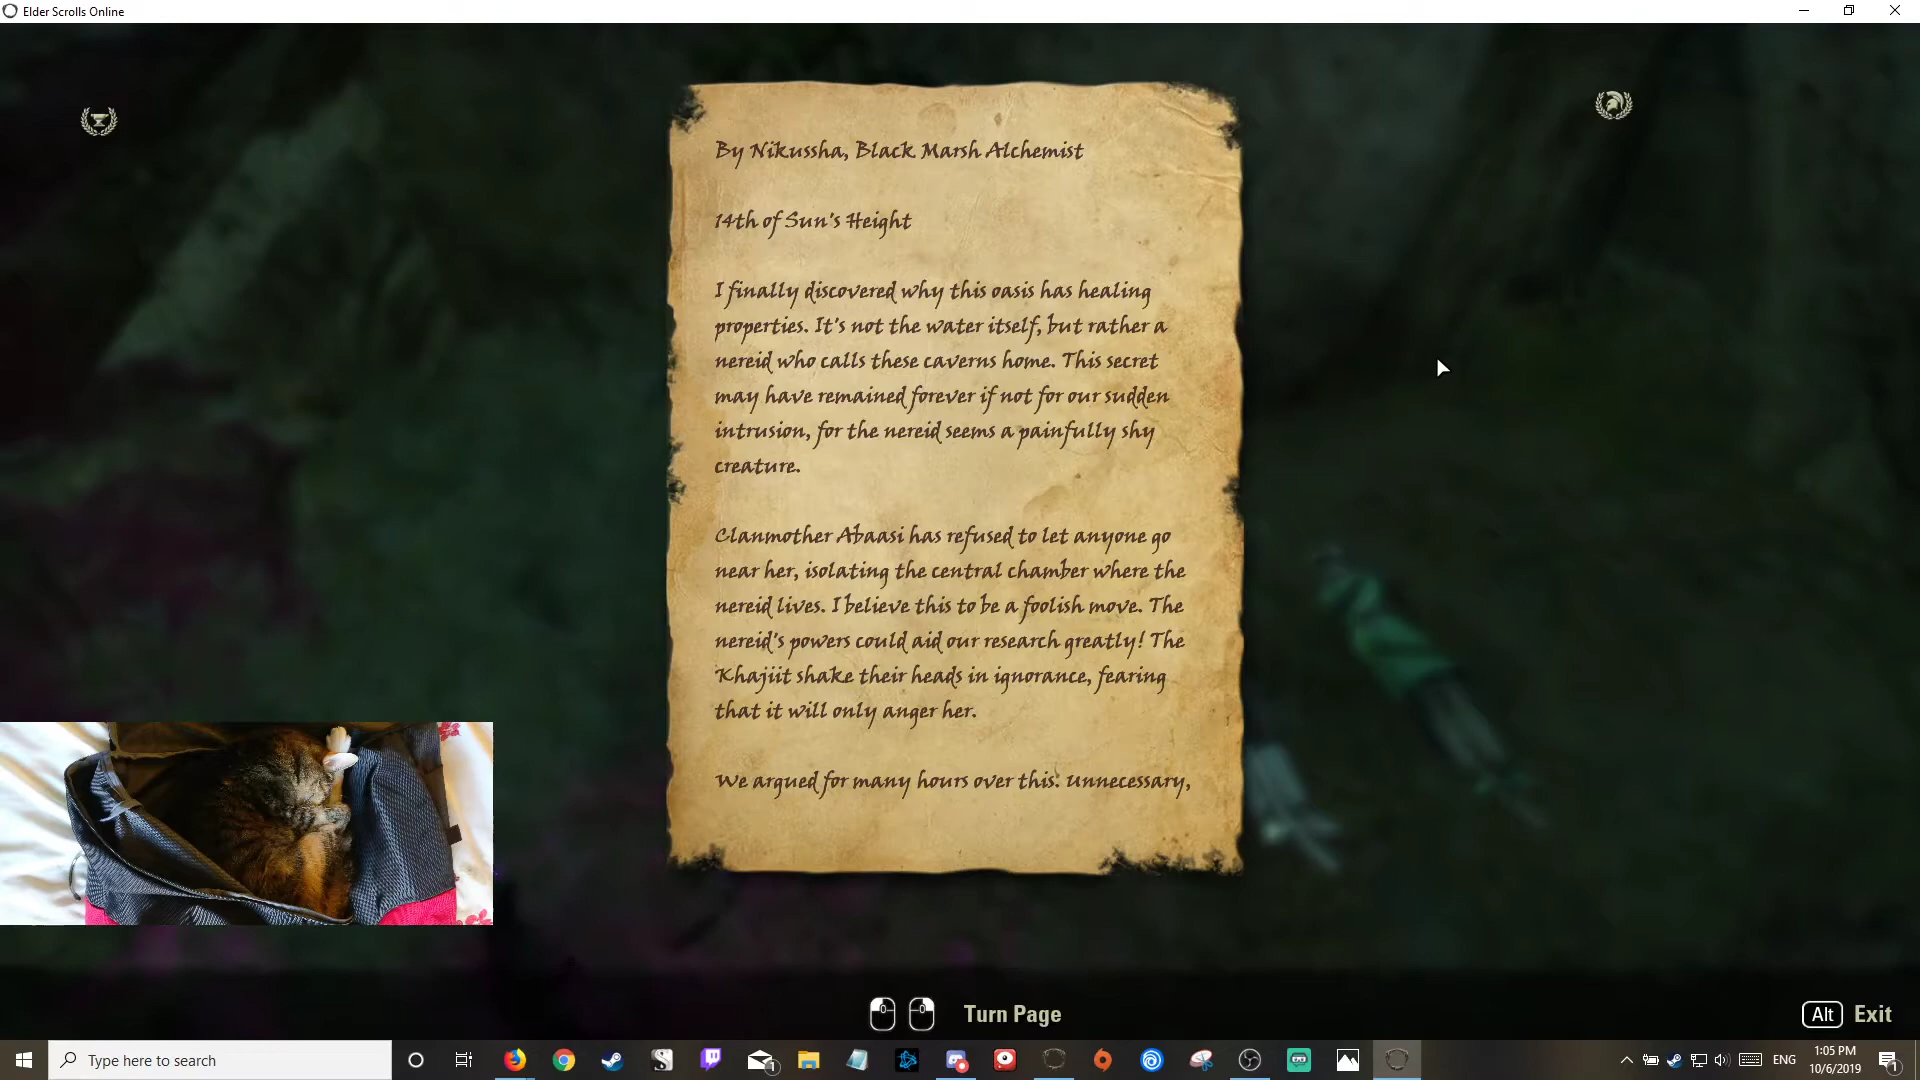 Elder Scrolls Online
By Nikussha, Black Marsh Alchemist
14th of Sun's Height
I finally discovered why this oasis has healing
properties. It's not the water itself, but rather a
nereid who calls these caverns home. This secret
may have remained forever if not for our sudden
intrusion, for the nereid seems a painfully shy
creature.
Clanmother Abaasi has refused to let anyone go
near her, isolating the central chamber where the
nereid lives. I believe this to be a foolish move. The
nereid's powers could aid our research greatly! The
Khajiit shake their heads in ignorance, fearing
that it will only anger her.
We argued for many hours over this. Unnecessary,
Turn Page
Alt Exit
Type here to search
1
ENG
1:05 PM
10/6/2019
1